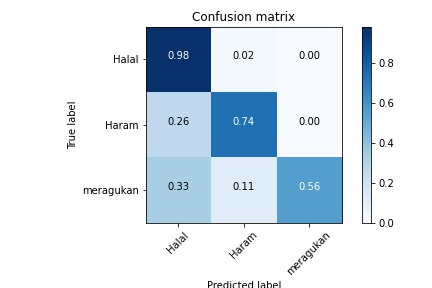 Confusion matrix
Halal 0.98 0.02 0.00
Haram 0.26 0.74 0.00
meragukan 0.33 0.11 0.56
True label
Halal Haram meragukan
Predicted label
0.8
0.6
0.4
0.2
0.0